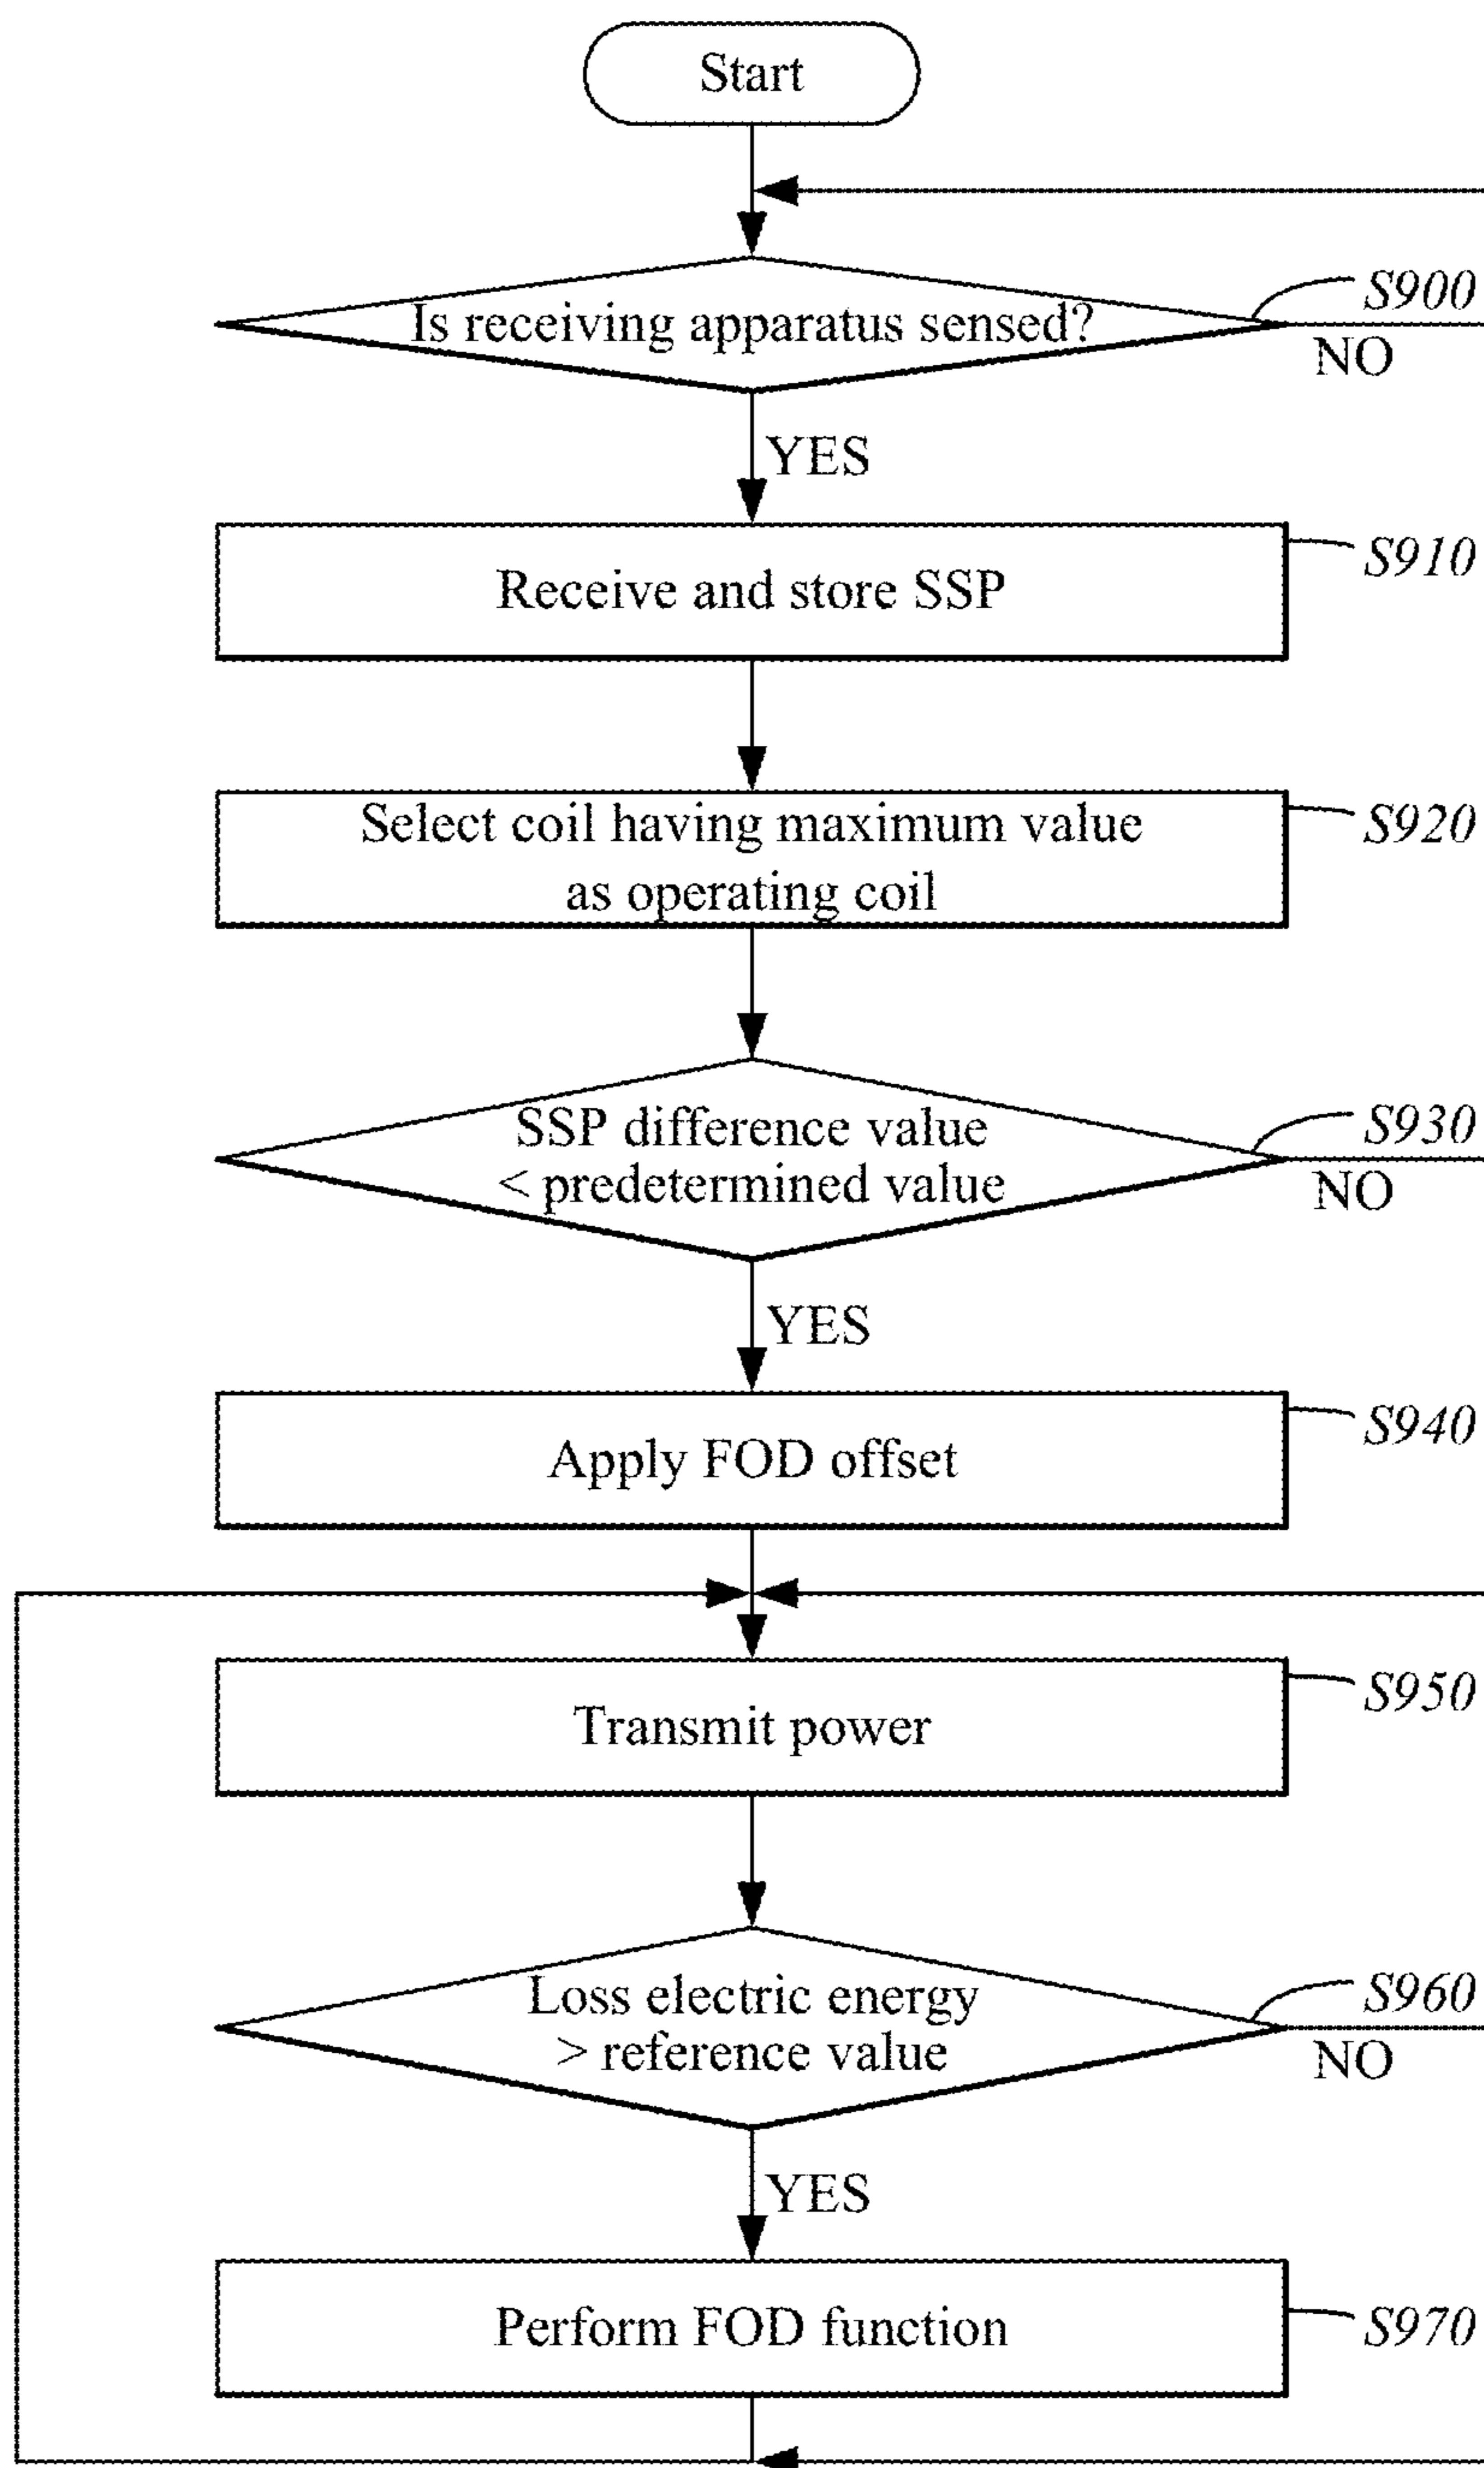 Start
Is receiving apparatus sensed?
S900
NO
YES
Receive and store SSP
S910
Select coil having maximum value
as operating coil
S920
SSP difference value
< predetermined value
S930
NO
YES
Apply FOD offset
S940
Transmit power
S950
Loss electric energy
> reference value
S960
NO
YES
Perform FOD function
S970